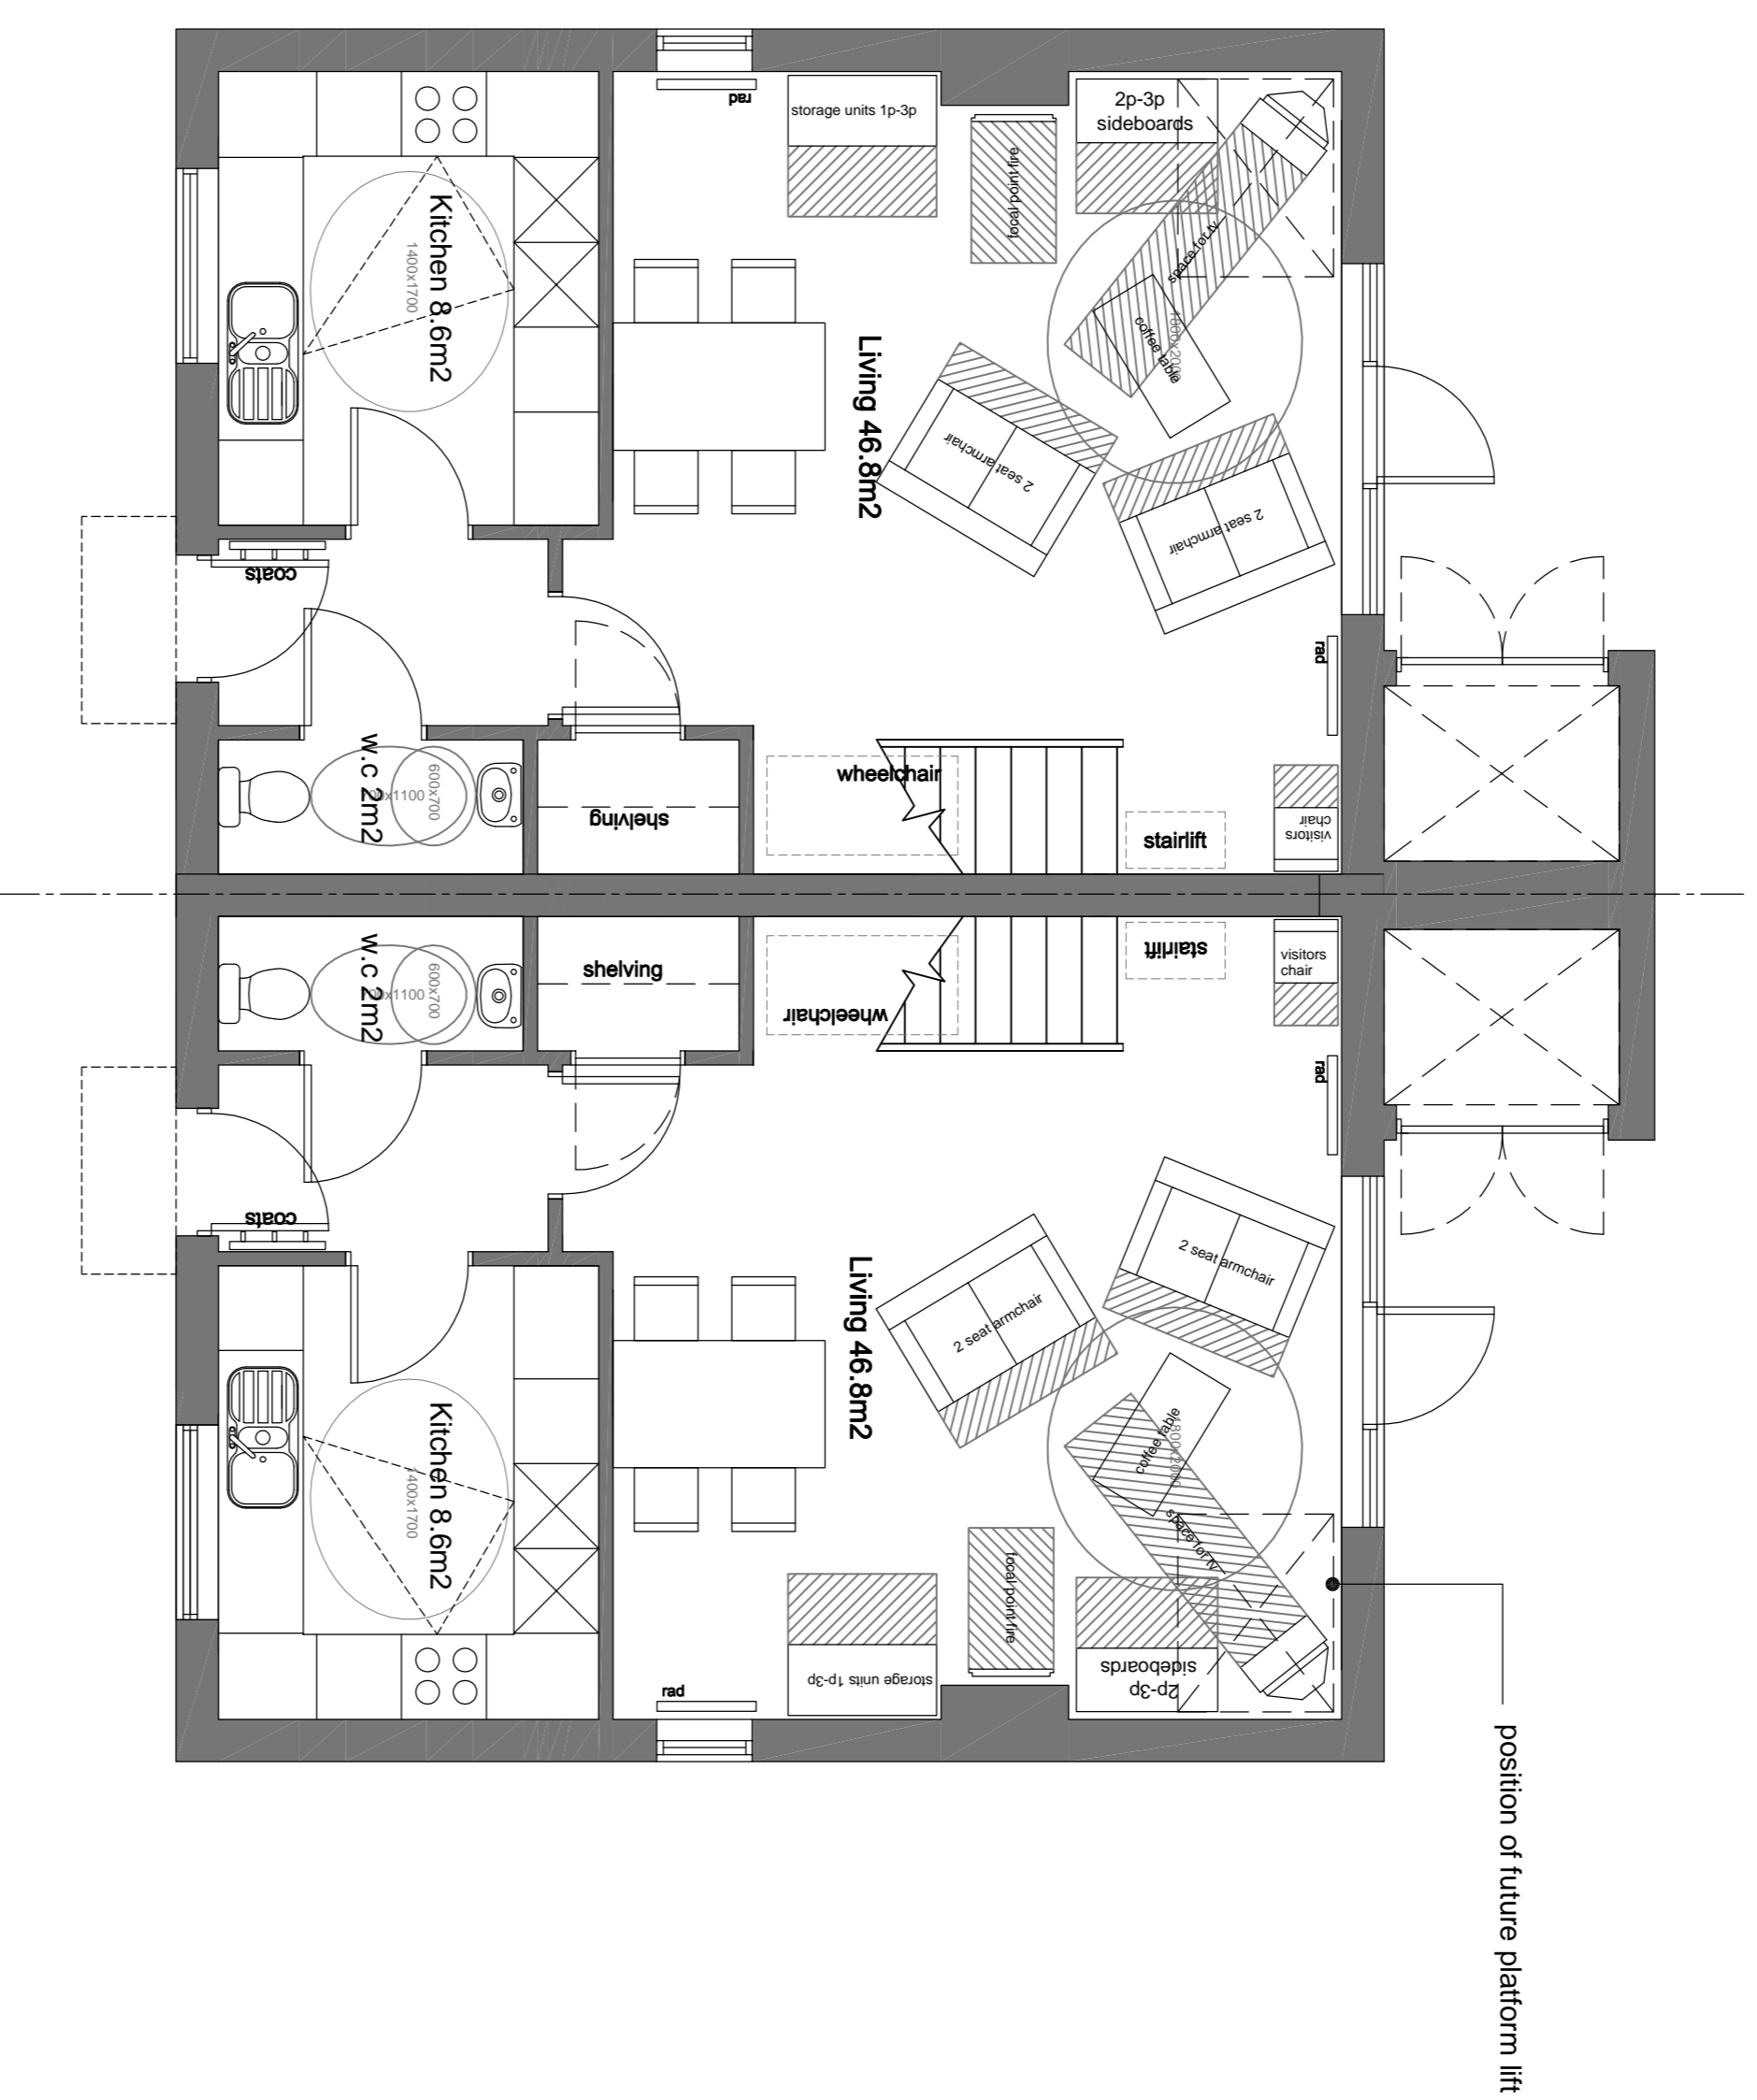 rad
storage units 1p-3p
2p-3p
sideboards
focal point fire
space for tv
coffee table
1800x2000
Kitchen 8.6m2
1400x1700
Living 46.8m2
2 seat armchair
2 seat armchair
coats
rad
w.c 2m2
600x700
x1100
shelving
wheelchair
stairlift
visitors
chair
w.c 2m2
600x700
x1100
shelving
wheelchair
stairlift
visitors
chair
rad
coats
2 seat armchair
2 seat armchair
Living 46.8m2
Kitchen 8.6m2
1400x1700
coffee table
1800x2000
space for tv
focal point fire
storage units 1p-3p
2p-3p
sideboards
rad
position of future platform lift